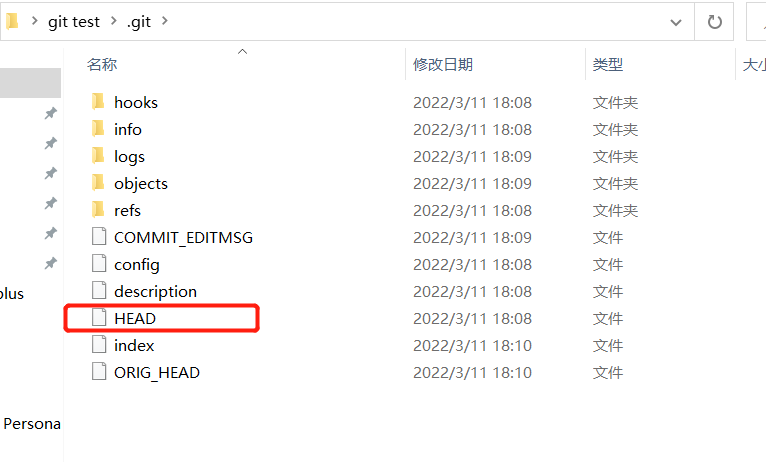 git test .git
名称 修改日期 类型 大小
hooks 2022/3/11 18:08 文件夹
info 2022/3/11 18:08 文件夹
logs 2022/3/11 18:09 文件夹
objects 2022/3/11 18:09 文件夹
refs 2022/3/11 18:08 文件夹
COMMIT_EDITMSG 2022/3/11 18:09 文件
config 2022/3/11 18:08 文件
description 2022/3/11 18:08 文件
plus
HEAD 2022/3/11 18:08 文件
index 2022/3/11 18:10 文件
ORIG_HEAD 2022/3/11 18:10 文件
Persona